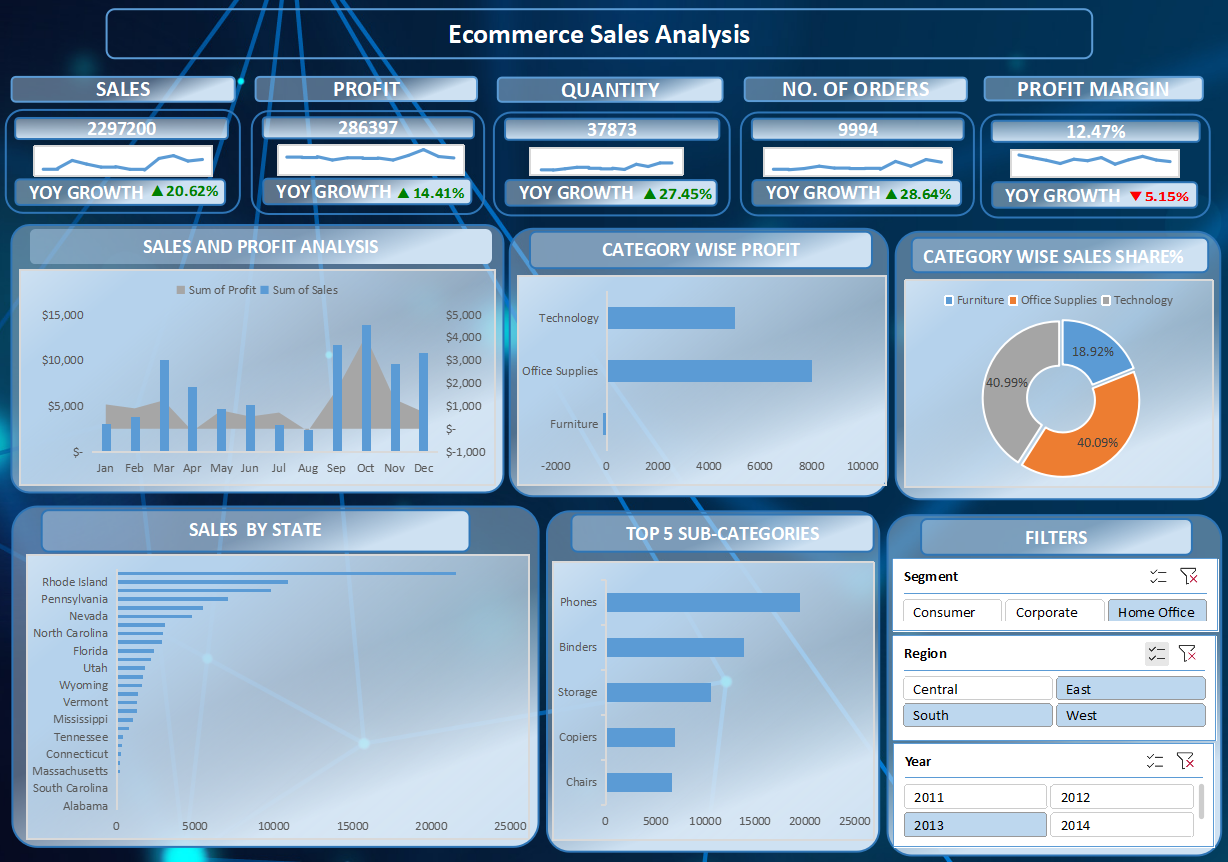 Ecommerce Sales Analysis
SALES
2297200
YOY GROWTH ▲20.62%
PROFIT
286397
YOY GROWTH ▲14.41%
QUANTITY
37873
YOY GROWTH ▲27.45%
NO. OF ORDERS
9994
YOY GROWTH ▲28.64%
PROFIT MARGIN
12.47%
YOY GROWTH ▼5.15%
SALES AND PROFIT ANALYSIS
Sum of Profit Sum of Sales
$15,000
$10,000
$5,000
$-
$5,000
$4,000
$3,000
$2,000
$1,000
$-
$-1,000
Jan Feb Mar Apr May Jun Jul Aug Sep Oct Nov Dec
CATEGORY WISE PROFIT
Technology
Office Supplies
Furniture
-2000 0 2000 4000 6000 8000 10000
CATEGORY WISE SALES SHARE%
Furniture Office Supplies Technology
18.92%
40.99%
40.09%
SALES BY STATE
Rhode Island
Pennsylvania
Nevada
North Carolina
Florida
Utah
Wyoming
Vermont
Mississippi
Tennessee
Connecticut
Massachusetts
South Carolina
Alabama
0 5000 10000 15000 20000 25000
TOP 5 SUB-CATEGORIES
Phones
Binders
Storage
Copiers
Chairs
0 5000 10000 15000 20000 25000
FILTERS
Segment
Consumer Corporate Home Office
Region
Central East
South West
Year
2011 2012
2013 2014